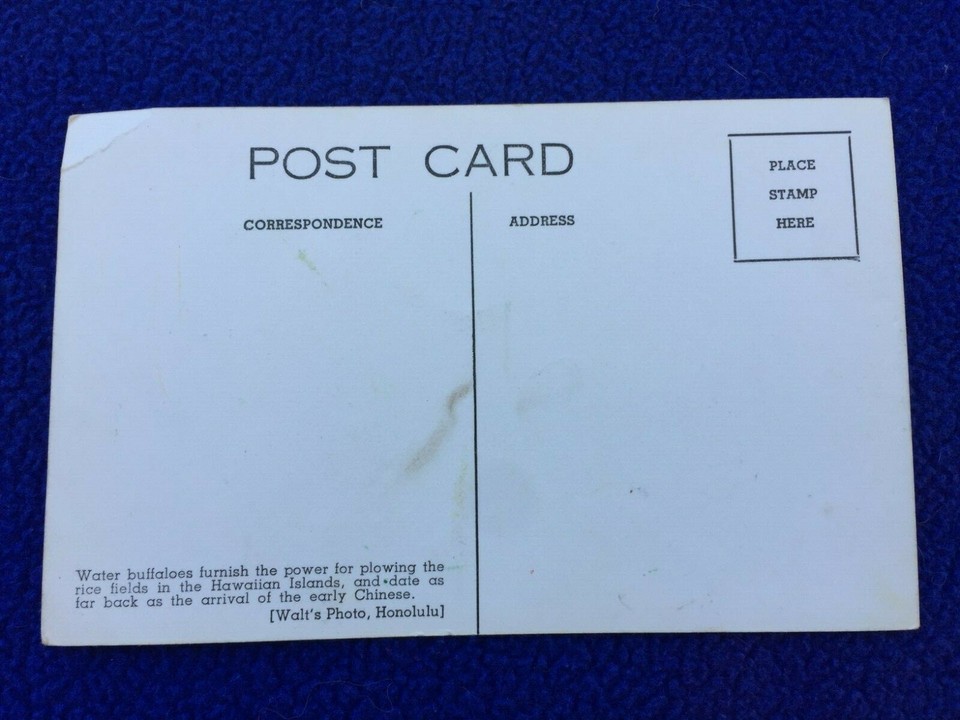 POST CARD
CORRESPONDENCE
ADDRESS
PLACE
STAMP
HERE
Water buffaloes furnish the power for plowing the
rice fields in the Hawaiian Islands, and date as
far back as the arrival of the early Chinese.
[Walt's Photo, Honolulu]